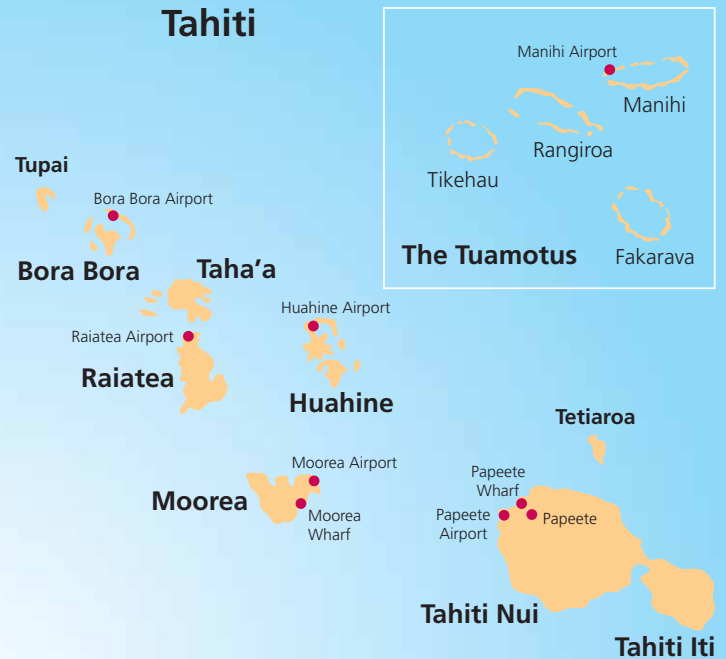 Tahiti
Manihi Airport
Manihi
Rangiroa
Tikehau
Fakarava
The Tuamotus
Tupai
Bora Bora Airport
Bora Bora
Taha’a
Raiatea Airport
Raiatea
Huahine Airport
Huahine
Tetiaroa
Moorea Airport
Moorea
Moorea
Wharf
Papeete
Wharf
Papeete
Airport
Papeete
Tahiti Nui
Tahiti Iti